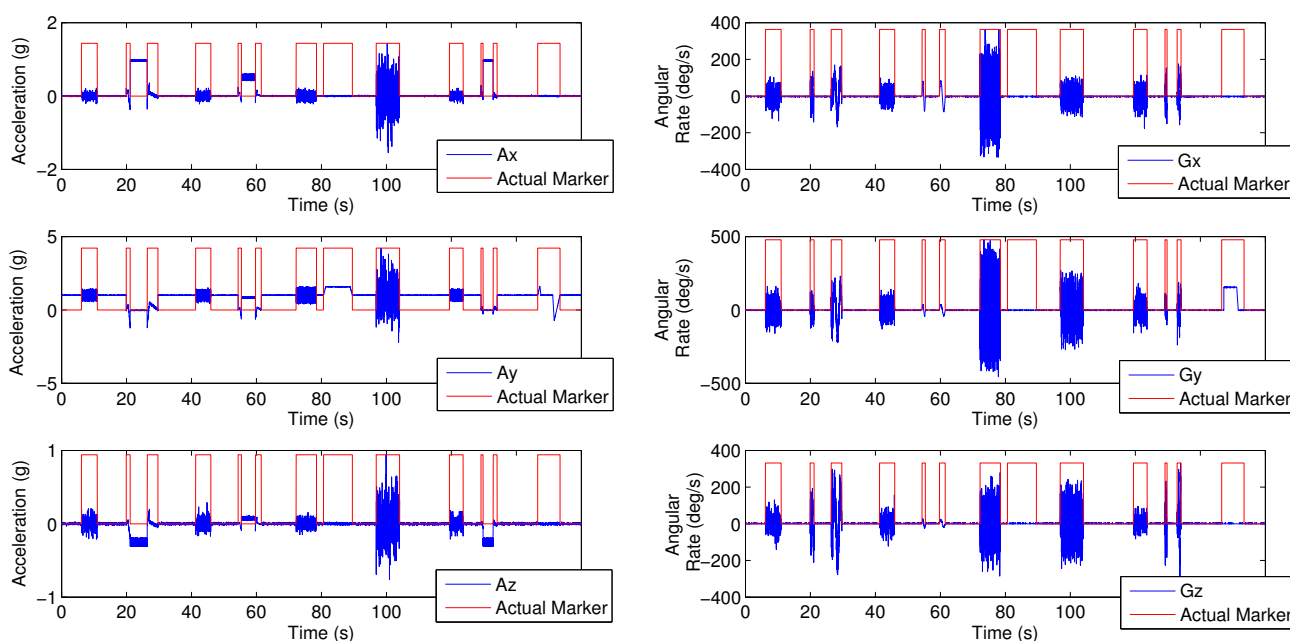 Acceleration (g)
2
0
−2
0 20 40 60 80 100
Time (s)
Ax
Actual Marker
Angular
Rate (deg/s)
400
200
0
−200
−400
0 20 40 60 80 100
Time (s)
Gx
Actual Marker
Acceleration (g)
5
0
−5
0 20 40 60 80 100
Time (s)
Ay
Actual Marker
Angular
Rate (deg/s)
500
0
−500
0 20 40 60 80 100
Time (s)
Gy
Actual Marker
Acceleration (g)
1
0
−1
0 20 40 60 80 100
Time (s)
Az
Actual Marker
Angular
Rate (deg/s)
400
200
0
−200
−400
0 20 40 60 80 100
Time (s)
Gz
Actual Marker